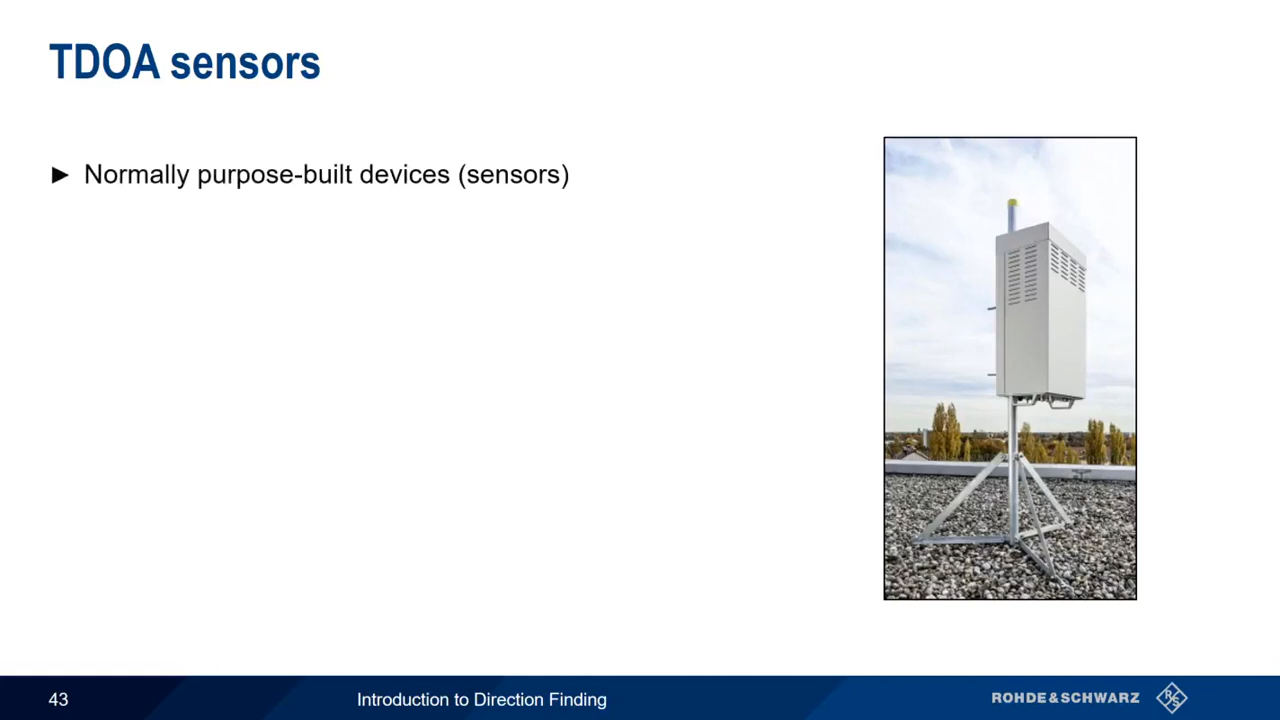 TDOA sensors
► Normally purpose-built devices (sensors)
43
Introduction to Direction Finding
ROHDE&SCHWARZ
R&S